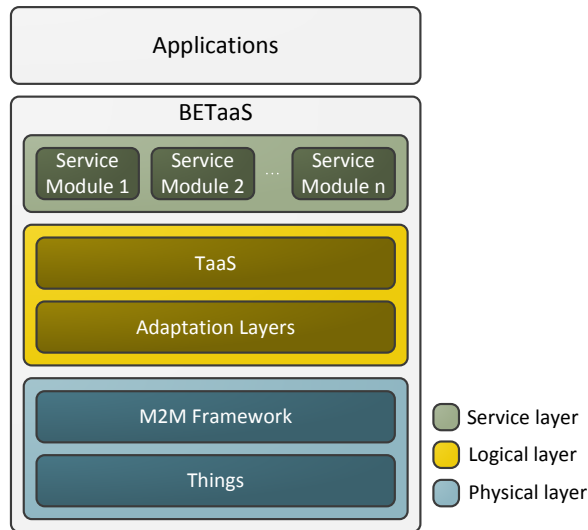 Applications
BETaaS
Service
Module 1
Service
Module 2
...
Service
Module n
TaaS
Adaptation Layers
M2M Framework
Things
Service layer
Logical layer
Physical layer